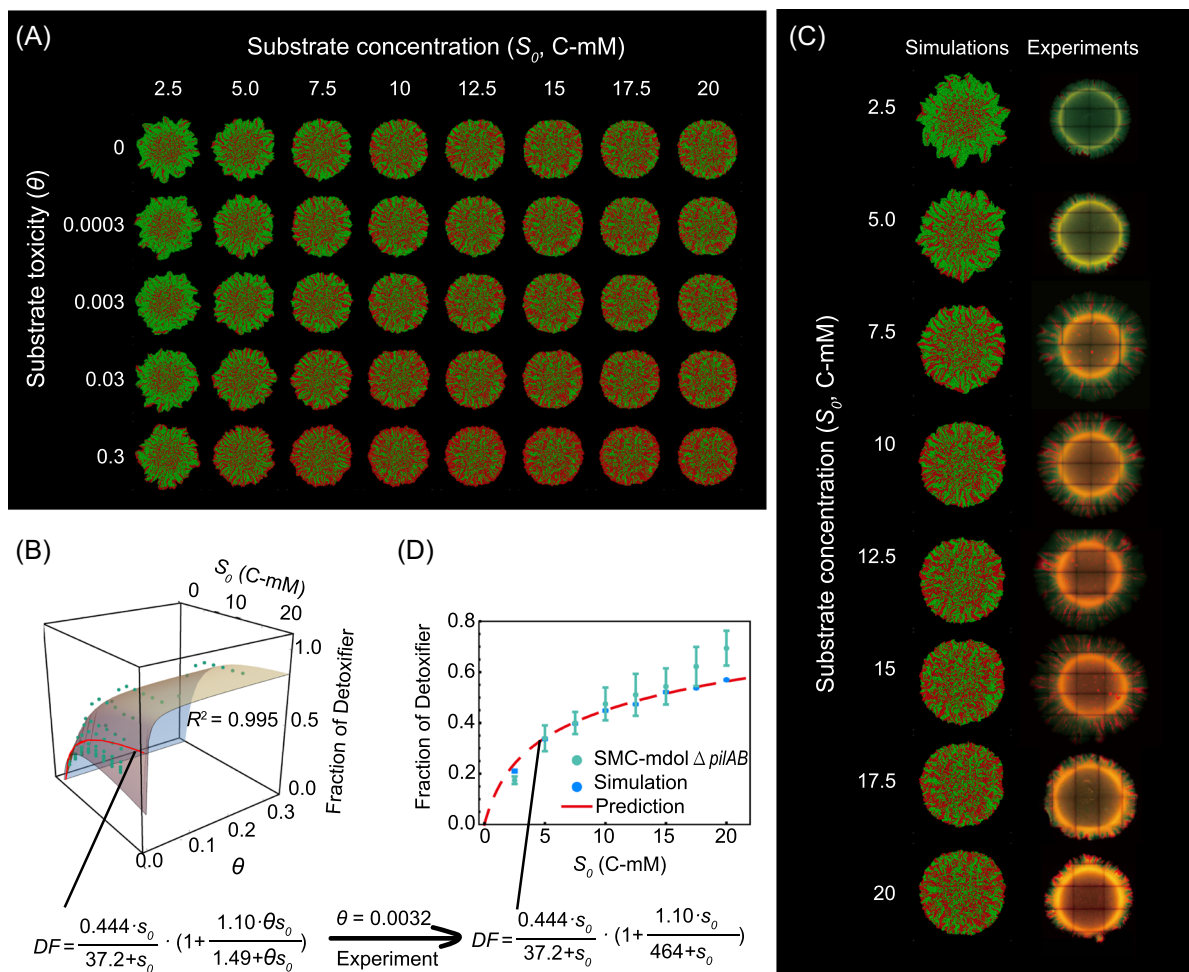 (A)
Substrate concentration (S₀, C-mM)
2.5 5.0 7.5 10 12.5 15 17.5 20
Substrate toxicity (θ)
0
0.0003
0.003
0.03
0.3
(B)
S₀ (C-mM)
0 10 20
1.0
0.5
0.0
Fraction of Detoxifier
R² = 0.995
0.0 0.1 0.2 0.3
θ
DF = 0.444·s₀ / 37.2+s₀ · (1+ 1.10·θs₀ / 1.49+θs₀)
θ = 0.0032
Experiment
DF = 0.444·s₀ / 37.2+s₀ · (1+ 1.10·s₀ / 464+s₀)
(D)
Fraction of Detoxifier
0.8
0.6
0.4
0.2
0.0
0 5 10 15 20
S₀ (C-mM)
SMC-mdol Δ pilAB
Simulation
Prediction
(C)
Simulations Experiments
Substrate concentration (S₀, C-mM)
2.5
5.0
7.5
10
12.5
15
17.5
20